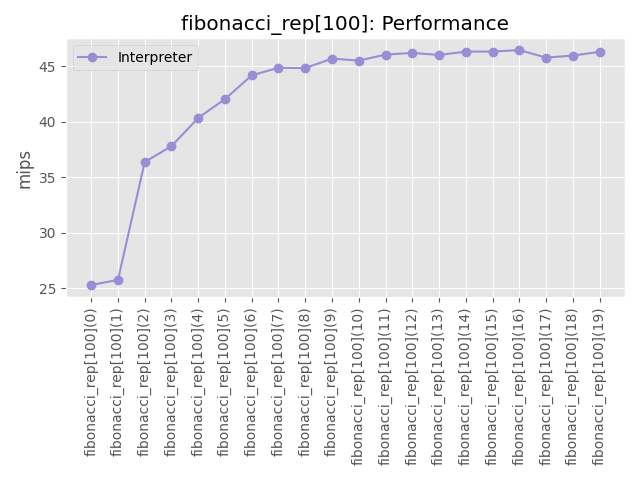 fibonacci_rep[100]: Performance
Interpreter
mips
45
40
35
30
25
fibonacci_rep[100](0)
fibonacci_rep[100](1)
fibonacci_rep[100](2)
fibonacci_rep[100](3)
fibonacci_rep[100](4)
fibonacci_rep[100](5)
fibonacci_rep[100](6)
fibonacci_rep[100](7)
fibonacci_rep[100](8)
fibonacci_rep[100](9)
fibonacci_rep[100](10)
fibonacci_rep[100](11)
fibonacci_rep[100](12)
fibonacci_rep[100](13)
fibonacci_rep[100](14)
fibonacci_rep[100](15)
fibonacci_rep[100](16)
fibonacci_rep[100](17)
fibonacci_rep[100](18)
fibonacci_rep[100](19)